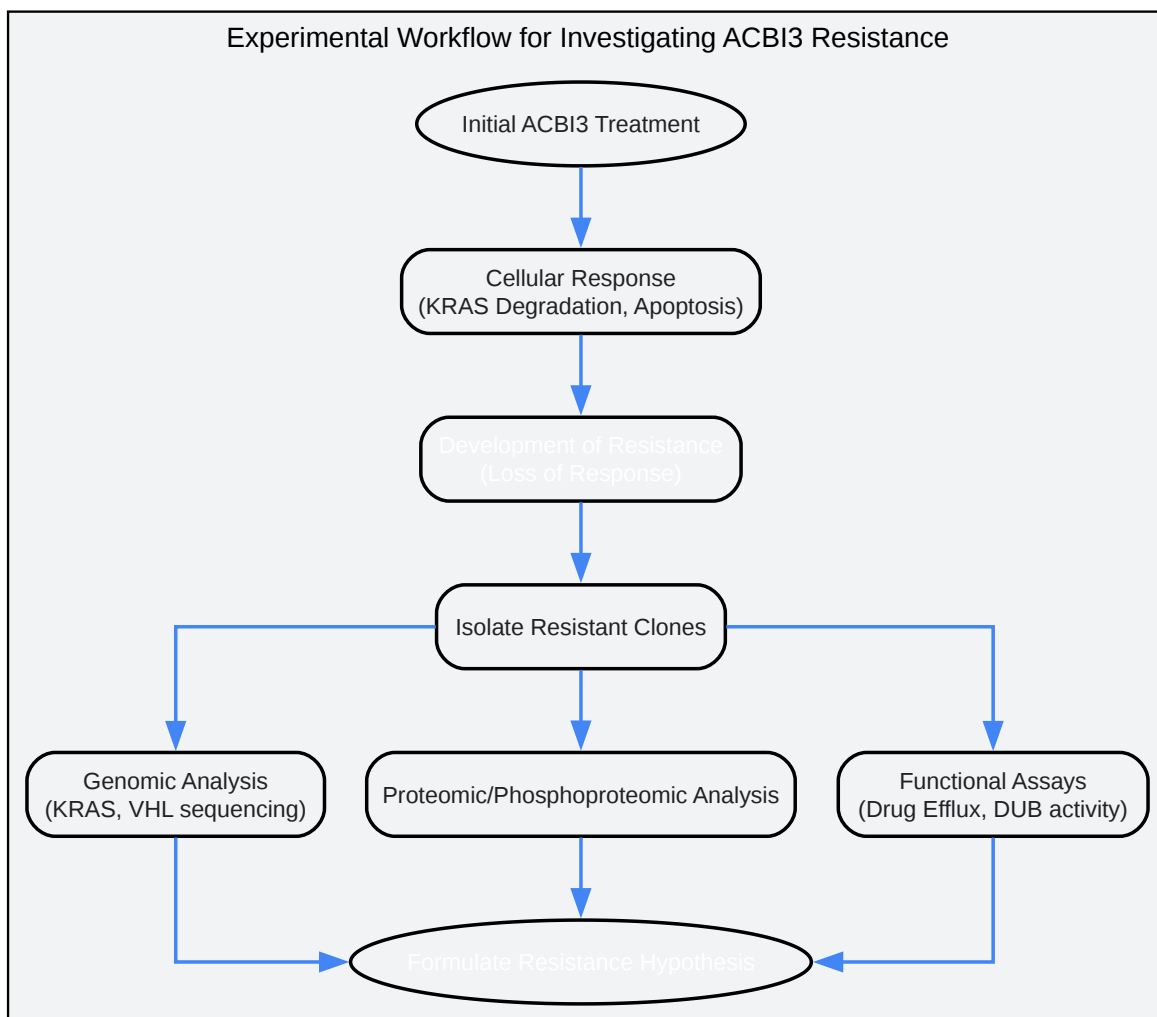 Experimental Workflow for Investigating ACBI3 Resistance
Initial ACBI3 Treatment
Cellular Response
(KRAS Degradation, Apoptosis)
Development of Resistance
(Loss of Response)
Isolate Resistant Clones
Genomic Analysis
(KRAS, VHL sequencing)
Proteomic/Phosphoproteomic Analysis
Functional Assays
(Drug Efflux, DUB activity)
Formulate Resistance Hypothesis